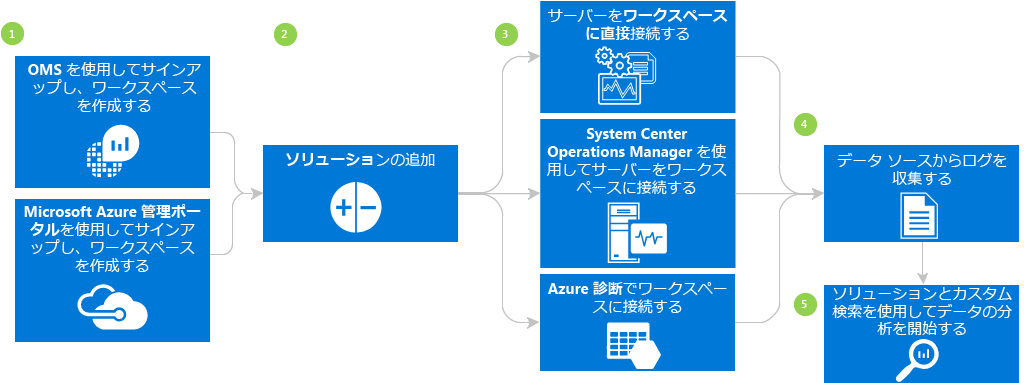 1
OMS を使用してサインア
ップし、ワークスペース
を作成する
Microsoft Azure 管理ポー
タルを使用してサインア
ップし、ワークスペース
を作成する
2
ソリューションの追加
3
サーバーをワークスペース
に直接接続する
System Center
Operations Manager を使
用してサーバーをワークス
ペースに接続する
Azure 診断でワークスペー
スに接続する
4
データ ソースからログを
収集する
5
ソリューションとカスタム
検索を使用してデータの分
析を開始する